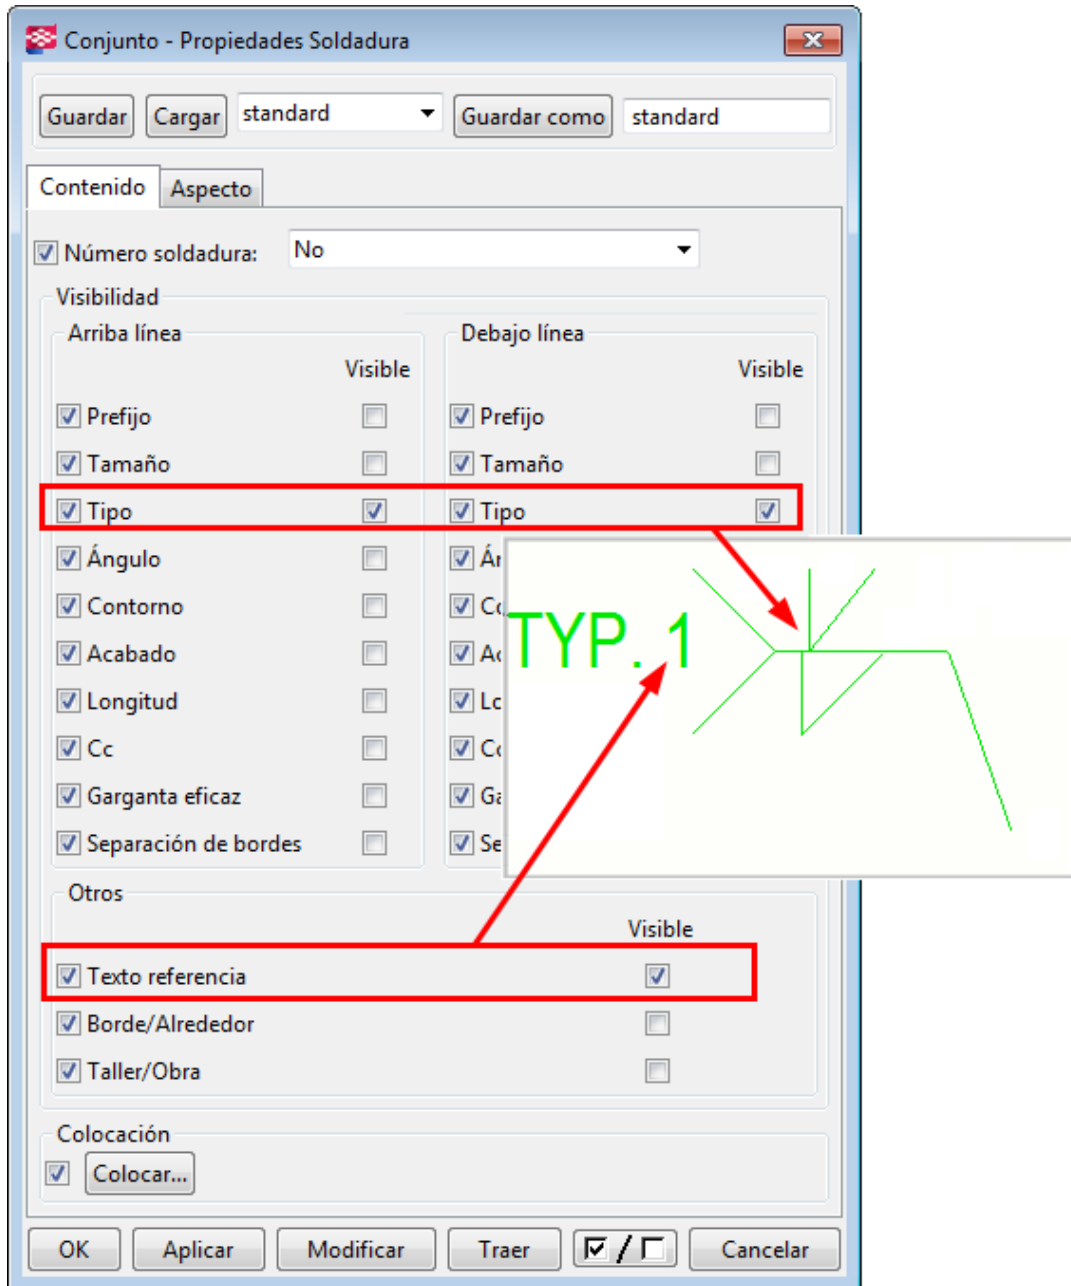 Conjunto - Propiedades Soldadura
Guardar Cargar standard Guardar como standard
Contenido Aspecto
Número soldadura: No
Visibilidad
Arriba línea Debajo línea
Visible Visible
Prefijo Prefijo
Tamaño Tamaño
Tipo Tipo
Ángulo
Contorno
TYP. 1
Acabado
Longitud
Cc
Garganta eficaz
Separación de bordes
Otros
Visible
Texto referencia
Borde/Alrededor
Taller/Obra
Colocación
Colocar...
OK Aplicar Modificar Traer / Cancelar